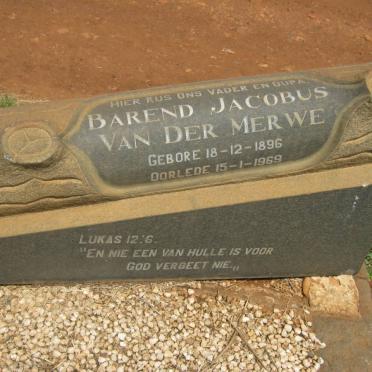 HIER RUS ONS VADER EN OUPA
BAREND JACOBUS
VAN DER MERWE
GEBORE 18-12-1896
OORLEDE 15-1-1969
LUKAS 12:6
"EN NIE EEN VAN HULLE IS VOOR
GOD VERGEET NIE."